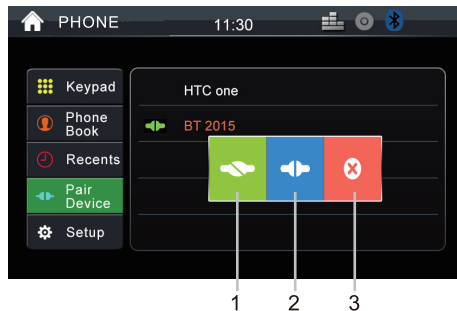 PHONE
11:30
Keypad
HTC one
Phone
Book
BT 2015
Recents
Pair
Device
Setup
1 2 3